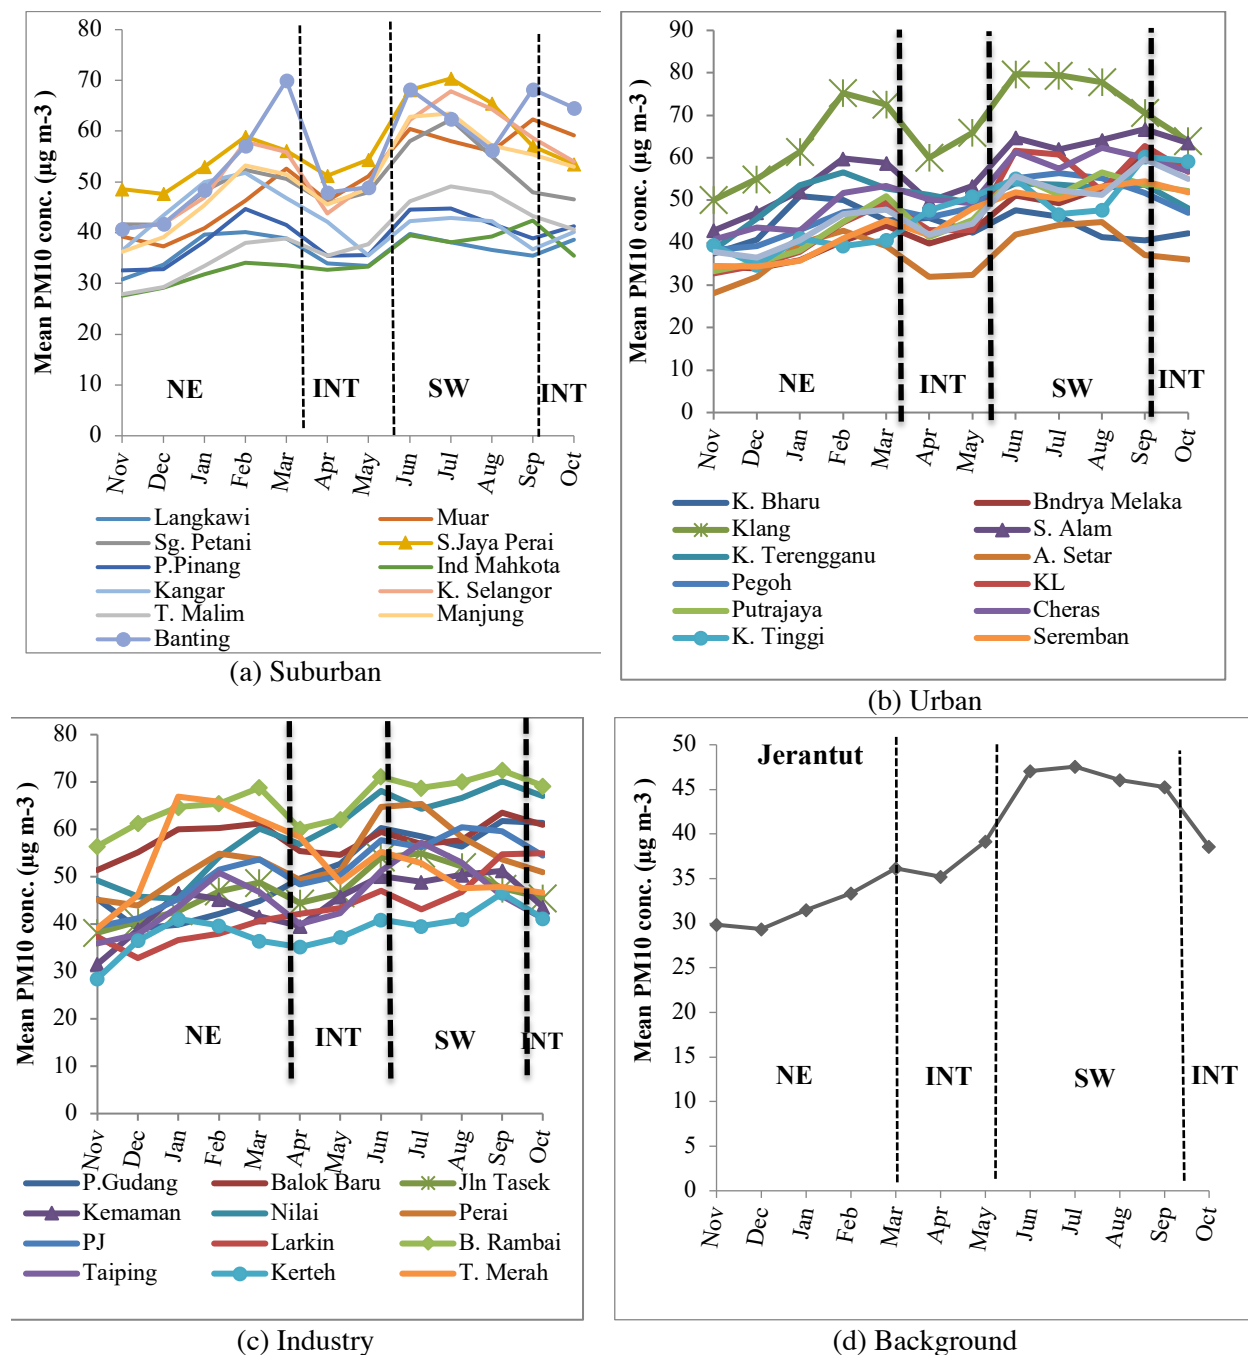 Mean PM10 conc. (µg m-3 )
80
70
60
50
40
30
20
10
0
NE
INT
SW
INT
Nov
Dec
Jan
Feb
Mar
Apr
May
Jun
Jul
Aug
Sep
Oct
Langkawi
Muar
Sg. Petani
S.Jaya Perai
P.Pinang
Ind Mahkota
Kangar
K. Selangor
T. Malim
Manjung
Banting
(a) Suburban
Mean PM10 conc. (µg m-3 )
90
80
70
60
50
40
30
20
10
0
NE
INT
SW
INT
Nov
Dec
Jan
Feb
Mar
Apr
May
Jun
Jul
Aug
Sep
Oct
K. Bharu
Bndrya Melaka
Klang
S. Alam
K. Terengganu
A. Setar
Pegoh
KL
Putrajaya
Cheras
K. Tinggi
Seremban
(b) Urban
Mean PM10 conc. (µg m-3 )
80
70
60
50
40
30
20
10
0
NE
INT
SW
INT
Nov
Dec
Jan
Feb
Mar
Apr
May
Jun
Jul
Aug
Sep
Oct
P.Gudang
Balok Baru
Jln Tasek
Kemaman
Nilai
Perai
PJ
Larkin
B. Rambai
Taiping
Kerteh
T. Merah
(c) Industry
Jerantut
Mean PM10 conc. (µg m-3 )
50
45
40
35
30
25
20
15
10
5
0
NE
INT
SW
INT
Nov
Dec
Jan
Feb
Mar
Apr
May
Jun
Jul
Aug
Sep
Oct
(d) Background